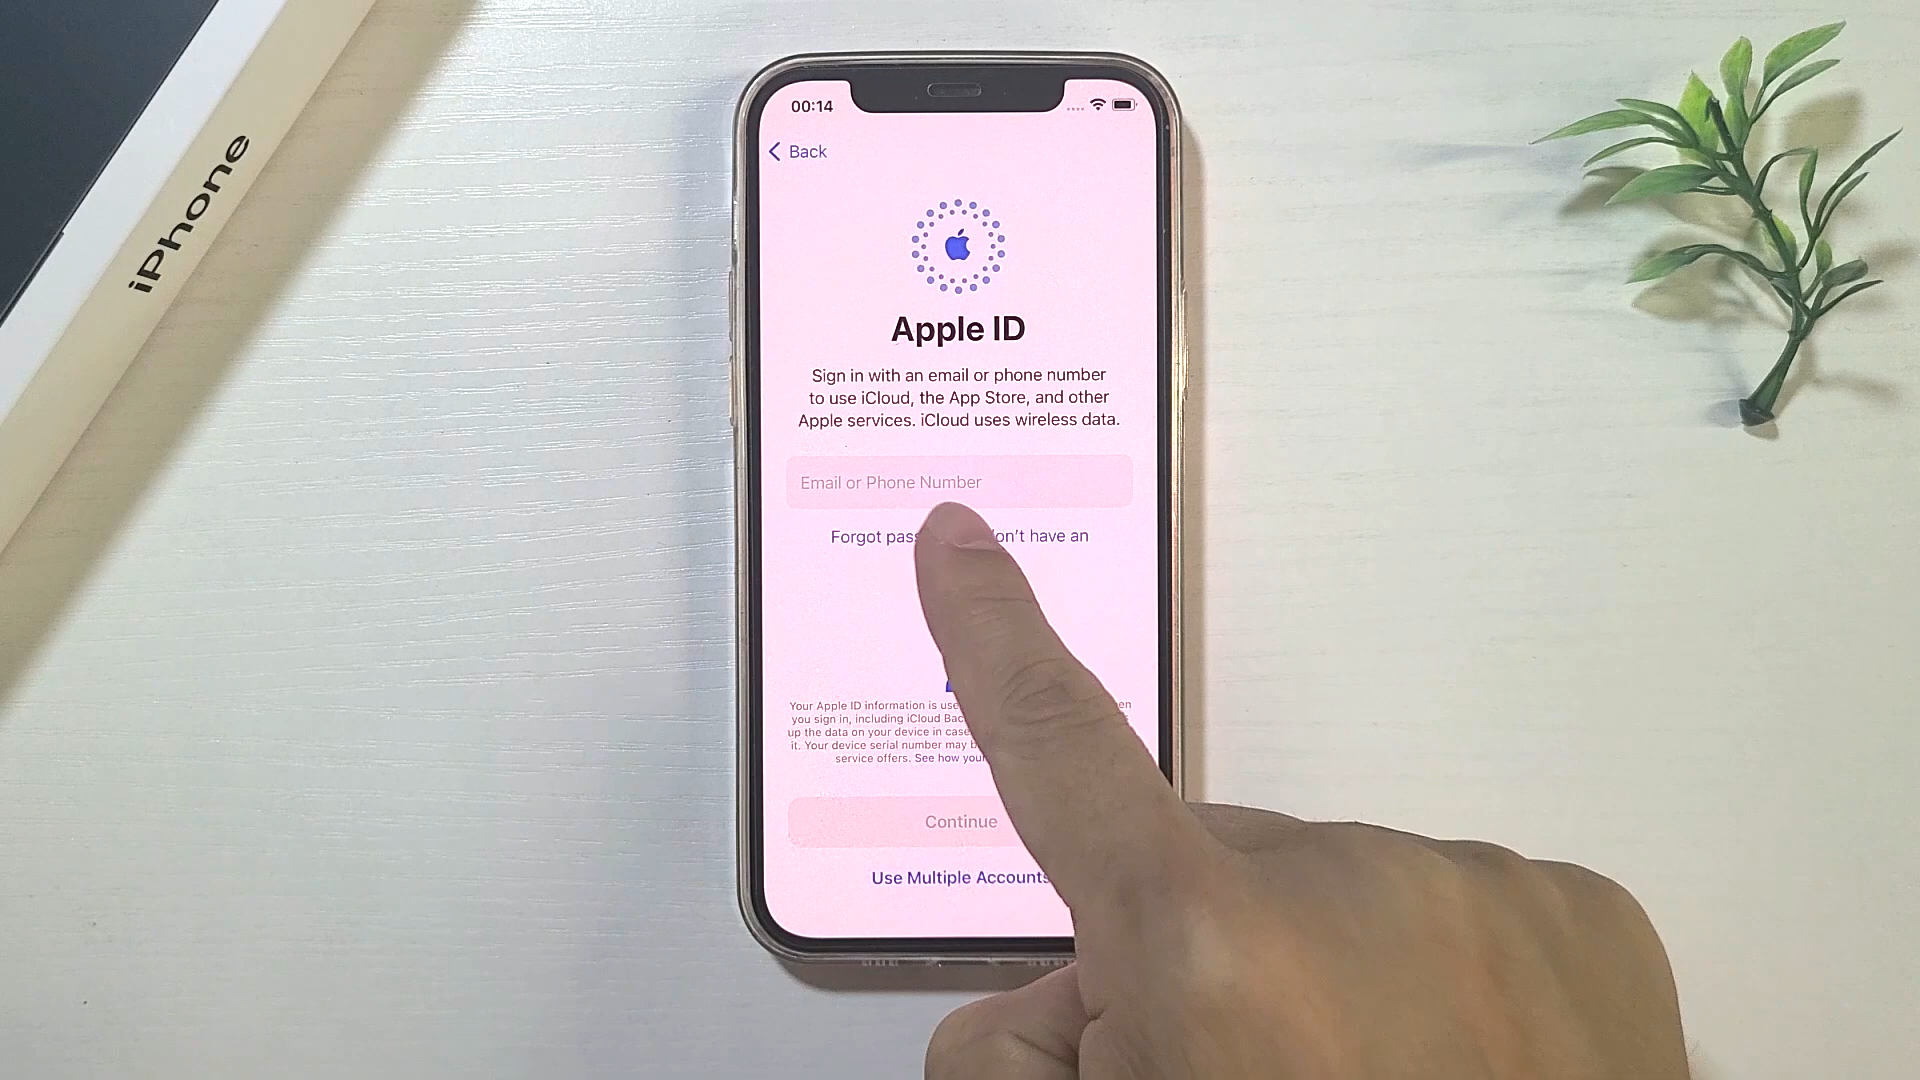 iPhone
00:14
Back
Apple ID
Sign in with an email or phone number
to use iCloud, the App Store, and other
Apple services. iCloud uses wireless data.
Email or Phone Number
Forgot pass on't have an
Your Apple ID information is use en
you sign in, including iCloud Bac s
up the data on your device in case
it. Your device serial number may b
service offers. See how your
Continue
Use Multiple Accounts